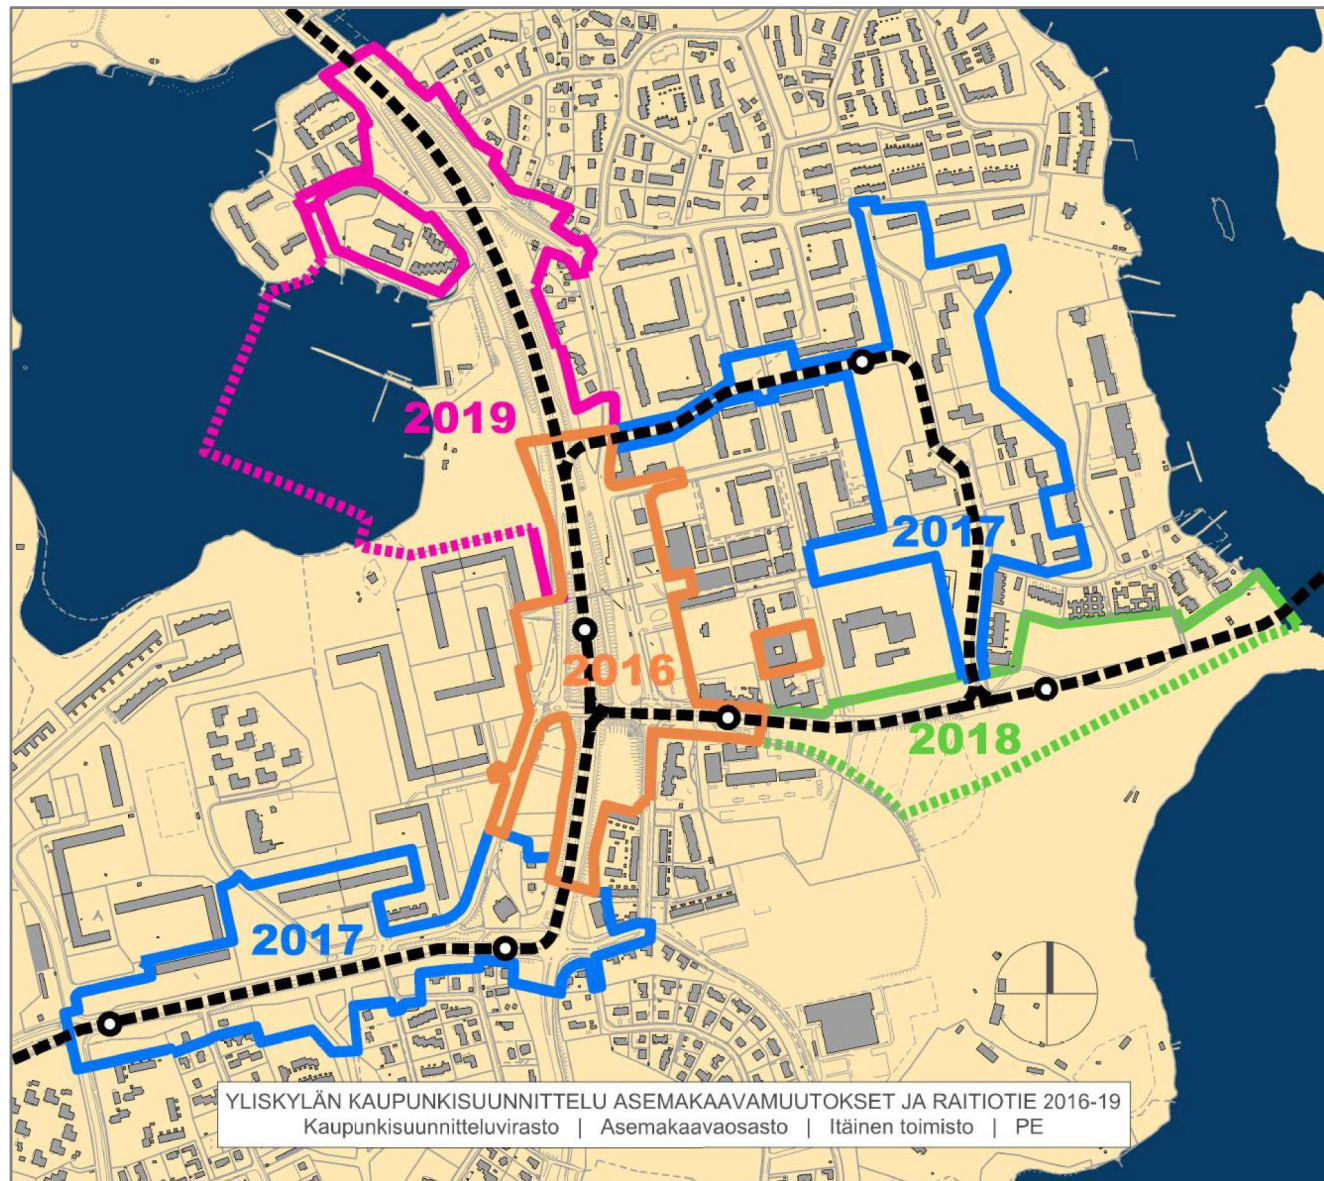 2019
2017
2016
2018
2017
YLISKYLÄN KAUPUNKISUUNNITTELU ASEMAKAAVAMUUTOKSET JA RAITIOTIE 2016-19
Kaupunkisuunnitteluvirasto | Asemakaavaosasto | Itäinen toimisto | PE